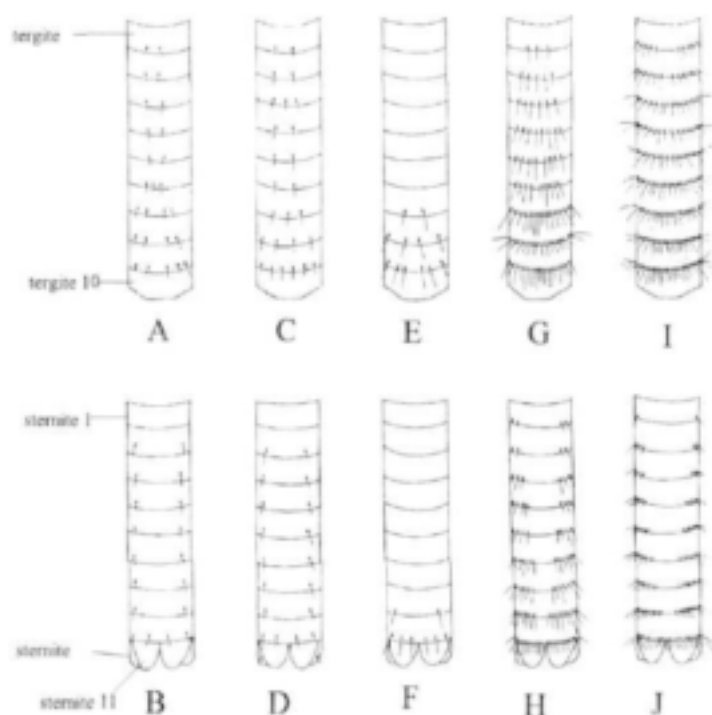 tergite
tergite 10
A C E G I
sternite 1
sternite
sternite 11
B D F H J